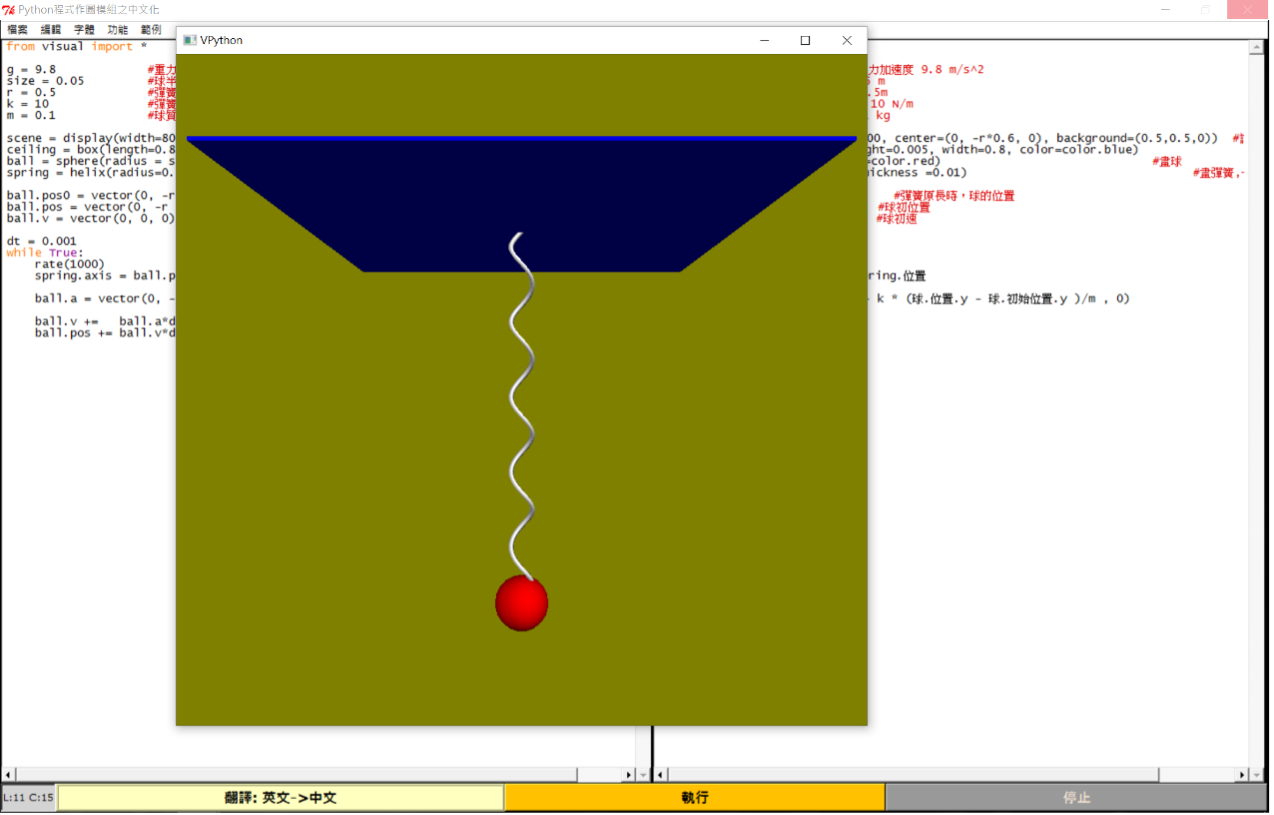 Python程式作圖模組之中文化
檔案 編輯 字體 功能 範例
VPython
from visual import *
g = 9.8 #重力
size = 0.05 #球半
r = 0.5 #彈簧
k = 10 #彈簧
m = 0.1 #球質
scene = display(width=80
ceiling = box(length=0.8
ball = sphere(radius = s
spring = helix(radius=0.
ball.pos0 = vector(0, -r
ball.pos = vector(0, -r
ball.v = vector(0, 0, 0)
dt = 0.001
while True:
rate(1000)
spring.axis = ball.p
ball.a = vector(0, -
ball.v += ball.a*d
ball.pos += ball.v*d
力加速度 9.8 m/s^2
m
.5m
10 N/m
kg
00, center=(0, -r*0.6, 0), background=(0.5,0.5,0)) #
ght=0.005, width=0.8, color=color.blue)
=color.red) #畫球
ickness =0.01) #畫彈簧,
#彈簧原長時，球的位置
#球初位置
#球初速
ring.位置
k * (球.位置.y - 球.初始位置.y )/m , 0)
L:11 C:15
翻譯: 英文->中文
執行
停止